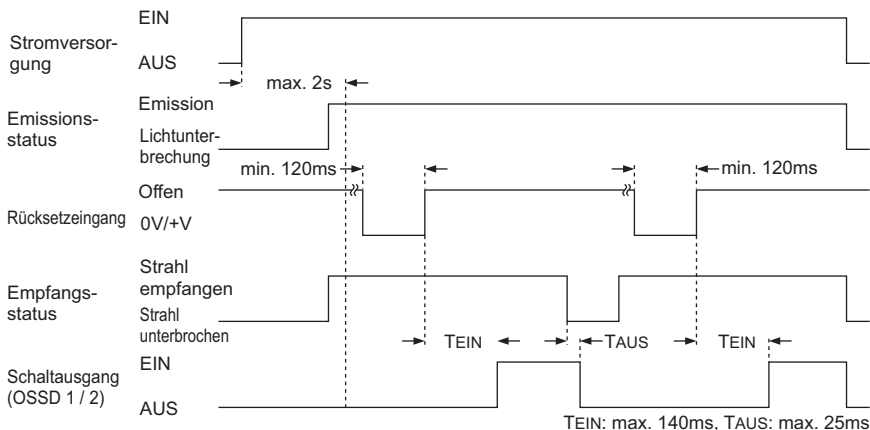 EIN
Stromversor-
gung
AUS
max. 2s
Emission
Emissions-
status
Lichtunter-
brechung
min. 120ms
min. 120ms
Offen
Rücksetzeingang
0V/+V
Strahl
empfangen
Empfangs-
status
Strahl
unterbrochen
TEIN
TAUS
TEIN
EIN
Schaltausgang
(OSSD 1 / 2)
AUS
TEIN: max. 140ms, TAUS: max. 25ms